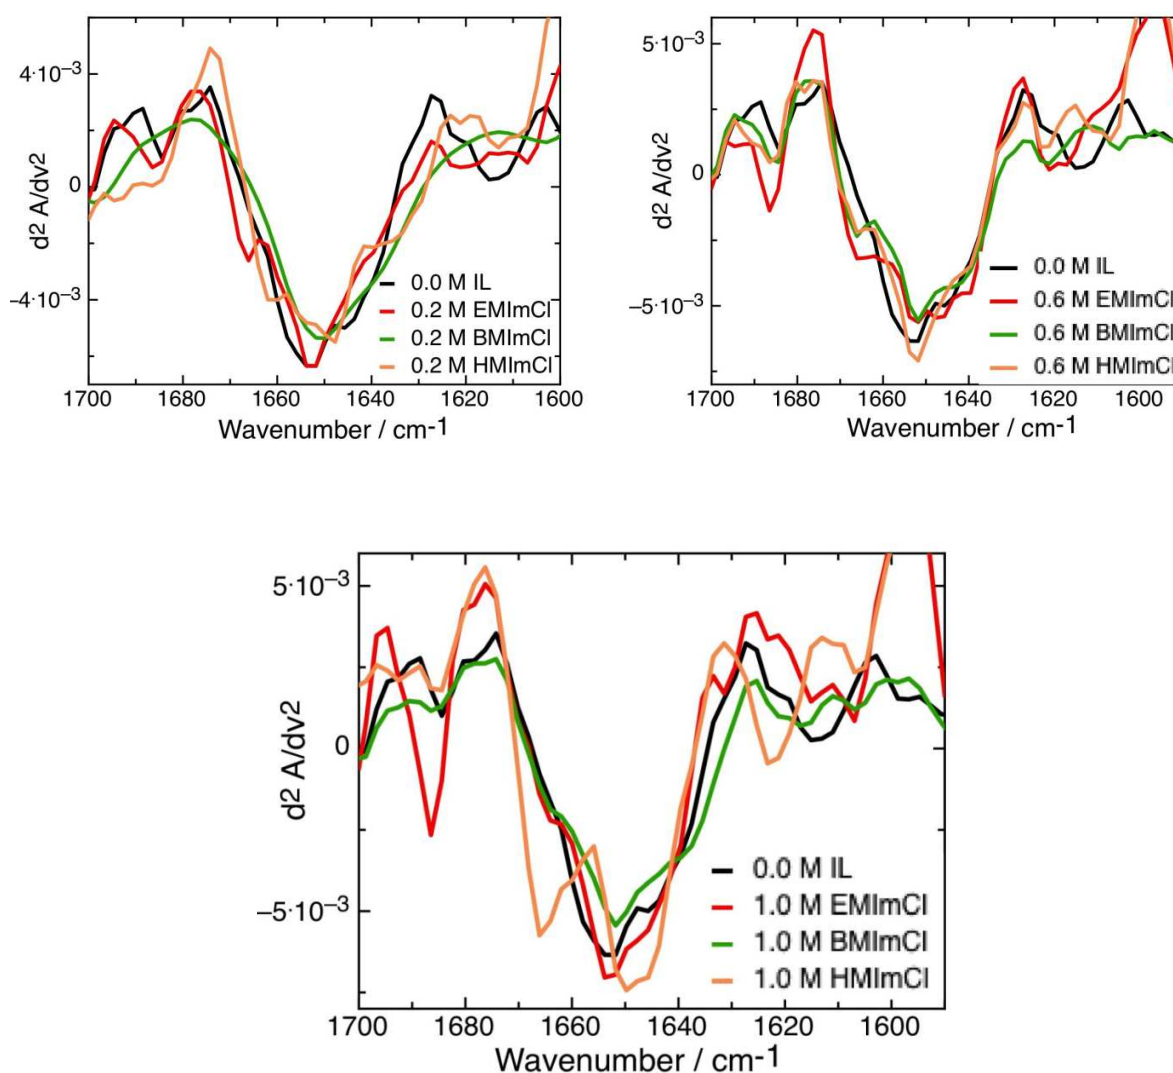 4·10⁻³
0
−4·10⁻³
d² A/dv²
0.0 M IL
0.2 M EMImCl
0.2 M BMImCl
0.2 M HMImCl
1700 1680 1660 1640 1620 1600
Wavenumber / cm⁻¹
5·10⁻³
0
−5·10⁻³
d² A/dv²
0.0 M IL
0.6 M EMImCl
0.6 M BMImCl
0.6 M HMImCl
1700 1680 1660 1640 1620 1600
Wavenumber / cm⁻¹
5·10⁻³
0
−5·10⁻³
d² A/dv²
0.0 M IL
1.0 M EMImCl
1.0 M BMImCl
1.0 M HMImCl
1700 1680 1660 1640 1620 1600
Wavenumber / cm⁻¹